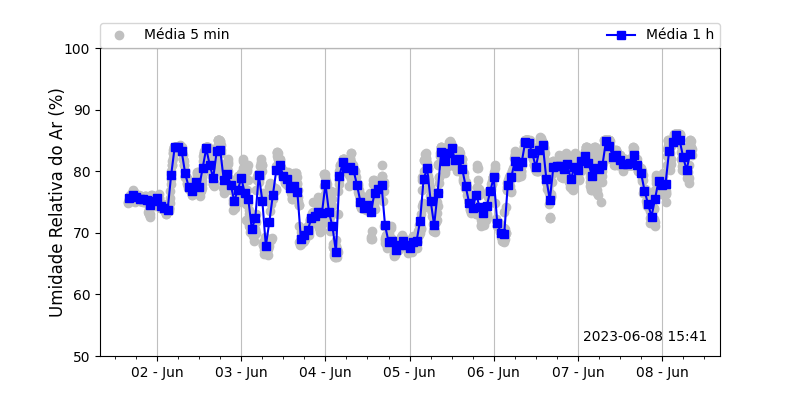 Média 5 min
Média 1 h
Umidade Relativa do Ar (%)
100
90
80
70
60
50
2023-06-08 15:41
02 - Jun
03 - Jun
04 - Jun
05 - Jun
06 - Jun
07 - Jun
08 - Jun